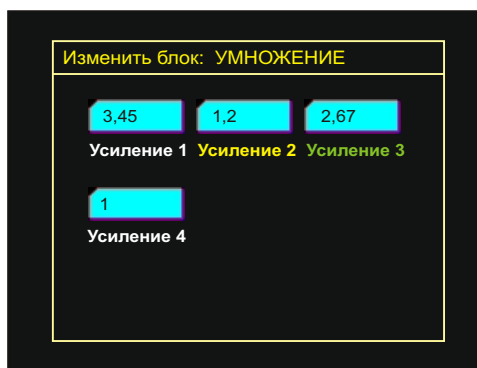 Изменить блок: УМНОЖЕНИЕ
3,45 1,2 2,67
Усиление 1 Усиление 2 Усиление 3
1
Усиление 4